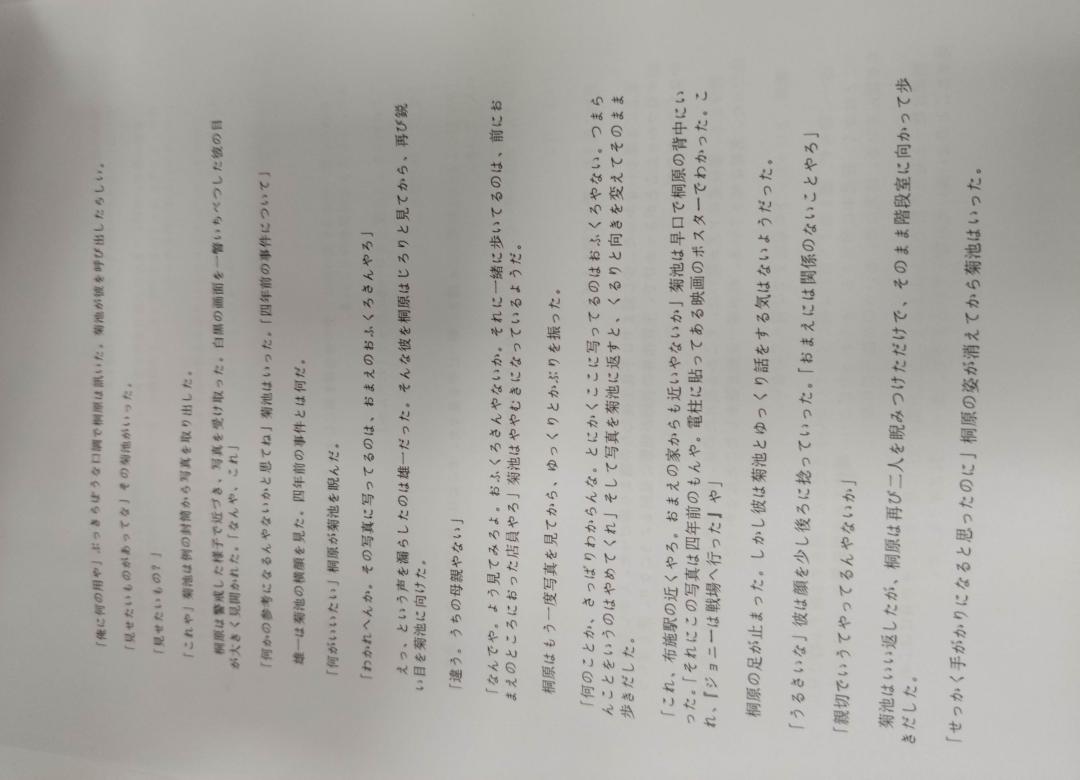 「俺に何の用や」ぶっきらぼうな口調で桐原は訊いた。菊池が彼を呼び出したらしい。
「見せたいものがあってな」その菊池がいった。
「見せたいもの？」
「これや」菊池は例の封筒から写真を取り出した。
桐原は警戒した様子で近づき、写真を受け取った。白黒の画面を一瞥いちべつした彼の目
が大きく見開かれた。「なんや、これ」
「何かの参考になるんやないかと思てね」菊池はいった。「四年前の事件について」
雄一は菊池の横顔を見た。四年前の事件とは何だ。
「何がいいたい」桐原が菊池を睨んだ。
「わかれへんか。その写真に写ってるのは、おまえのおふくろさんやろ」
えっ、という声を漏らしたのは雄一だった。そんな彼を桐原はじろりと見てから、再び鋭
い目を菊池に向けた。
「違う。うちの母親やない」
「なんでや。よう見てみろよ。おふくろさんやないか。それに一緒に歩いてるのは、前にお
まえのところにおった店員やろ」菊池はややむきになっているようだ。
桐原はもう一度写真を見てから、ゆっくりとかぶりを振った。
「何のことか、さっぱりわからんな。とにかくここに写ってるのはおふくろやない。つまら
んことをいうのはやめてくれ」そして写真を菊池に返すと、くるりと向きを変えてそのまま
歩きだした。
「これ、布施駅の近くやろ。おまえの家からも近いやないか」菊池は早口で桐原の背中にい
った。「それにこの写真は四年前のもんや。電柱に貼ってある映画のポスターでわかった。こ
れ、『ジョニーは戦場へ行った』や」
桐原の足が止まった。しかし彼は菊池とゆっくり話をする気はないようだった。
「うるさいな」彼は顔を少し後ろに捻っていった。「おまえには関係のないことやろ」
「親切でいうてやってるんやないか」
菊池はいい返したが、桐原は再び二人を睨みつけただけで、そのまま階段室に向かって歩
きだした。
「せっかく手がかりになると思ったのに」桐原の姿が消えてから菊池はいった。